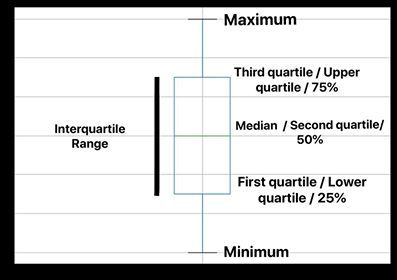 Maximum
Third quartile / Upper
quartile / 75%
Interquartile
Range
Median / Second quartile/
50%
First quartile / Lower
quartile / 25%
Minimum